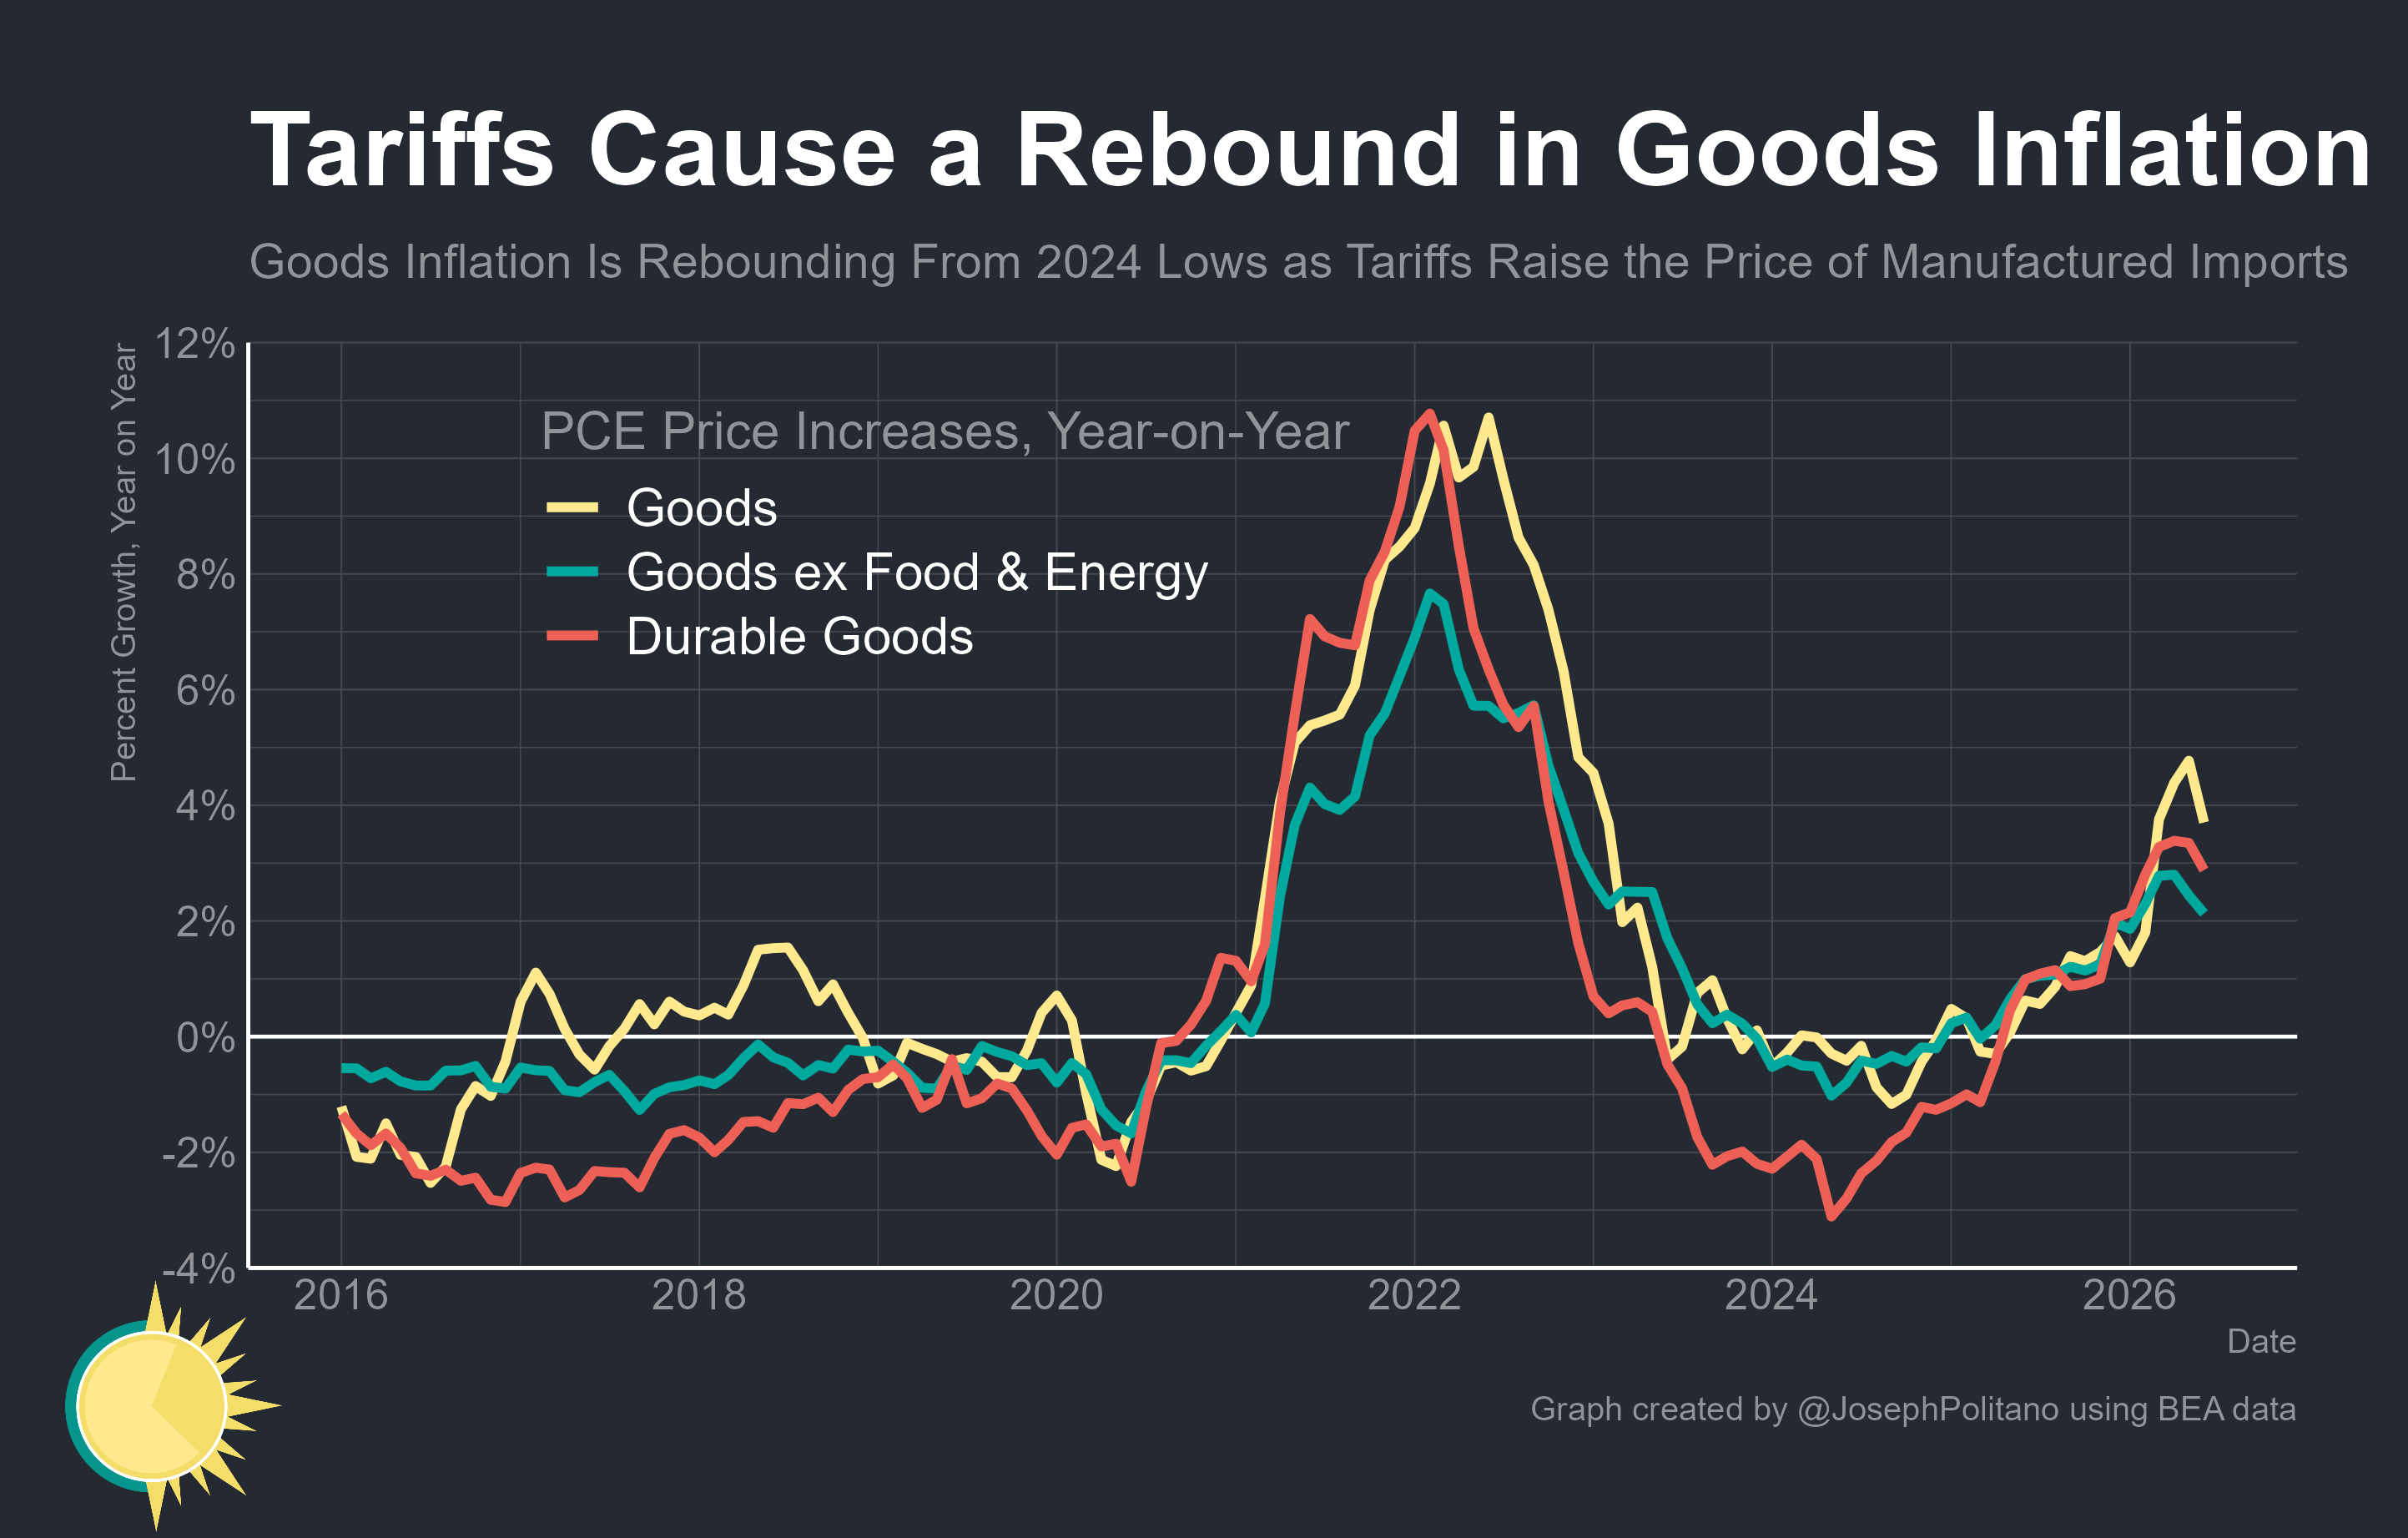 Tariffs Cause a Rebound in Goods Inflation
Goods Inflation Is Rebounding From 2024 Lows as Tariffs Raise the Price of Manufactured Imports
Percent Growth, Year on Year
12%
10%
8%
6%
4%
2%
0%
-2%
-4%
PCE Price Increases, Year-on-Year
Goods
Goods ex Food & Energy
Durable Goods
2016 2018 2020 2022 2024 2026
Date
Graph created by @JosephPolitano using BEA data